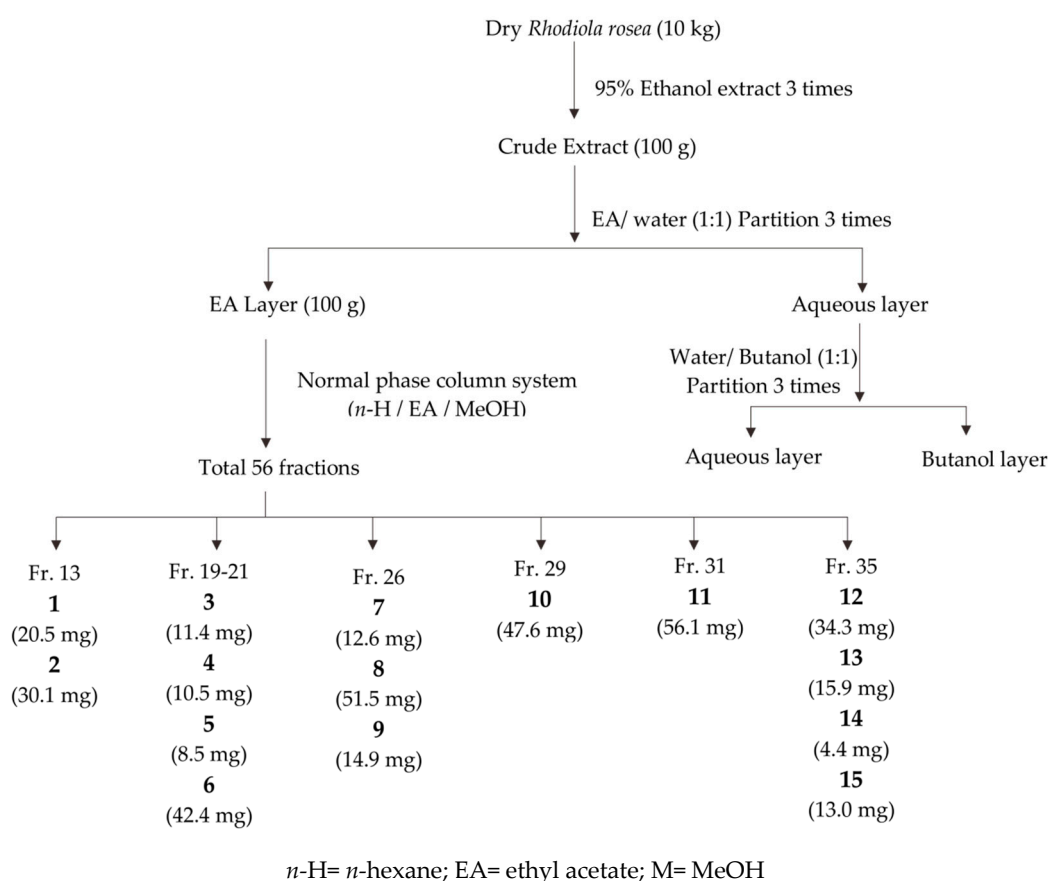 Dry Rhodiola rosea (10 kg)
95% Ethanol extract 3 times
Crude Extract (100 g)
EA/ water (1:1) Partition 3 times
EA Layer (100 g)
Aqueous layer
Normal phase column system
(n-H / EA / MeOH)
Water/ Butanol (1:1)
Partition 3 times
Total 56 fractions
Aqueous layer
Butanol layer
Fr. 13
1
(20.5 mg)
2
(30.1 mg)
Fr. 19-21
3
(11.4 mg)
4
(10.5 mg)
5
(8.5 mg)
6
(42.4 mg)
Fr. 26
7
(12.6 mg)
8
(51.5 mg)
9
(14.9 mg)
Fr. 29
10
(47.6 mg)
Fr. 31
11
(56.1 mg)
Fr. 35
12
(34.3 mg)
13
(15.9 mg)
14
(4.4 mg)
15
(13.0 mg)
n-H= n-hexane; EA= ethyl acetate; M= MeOH